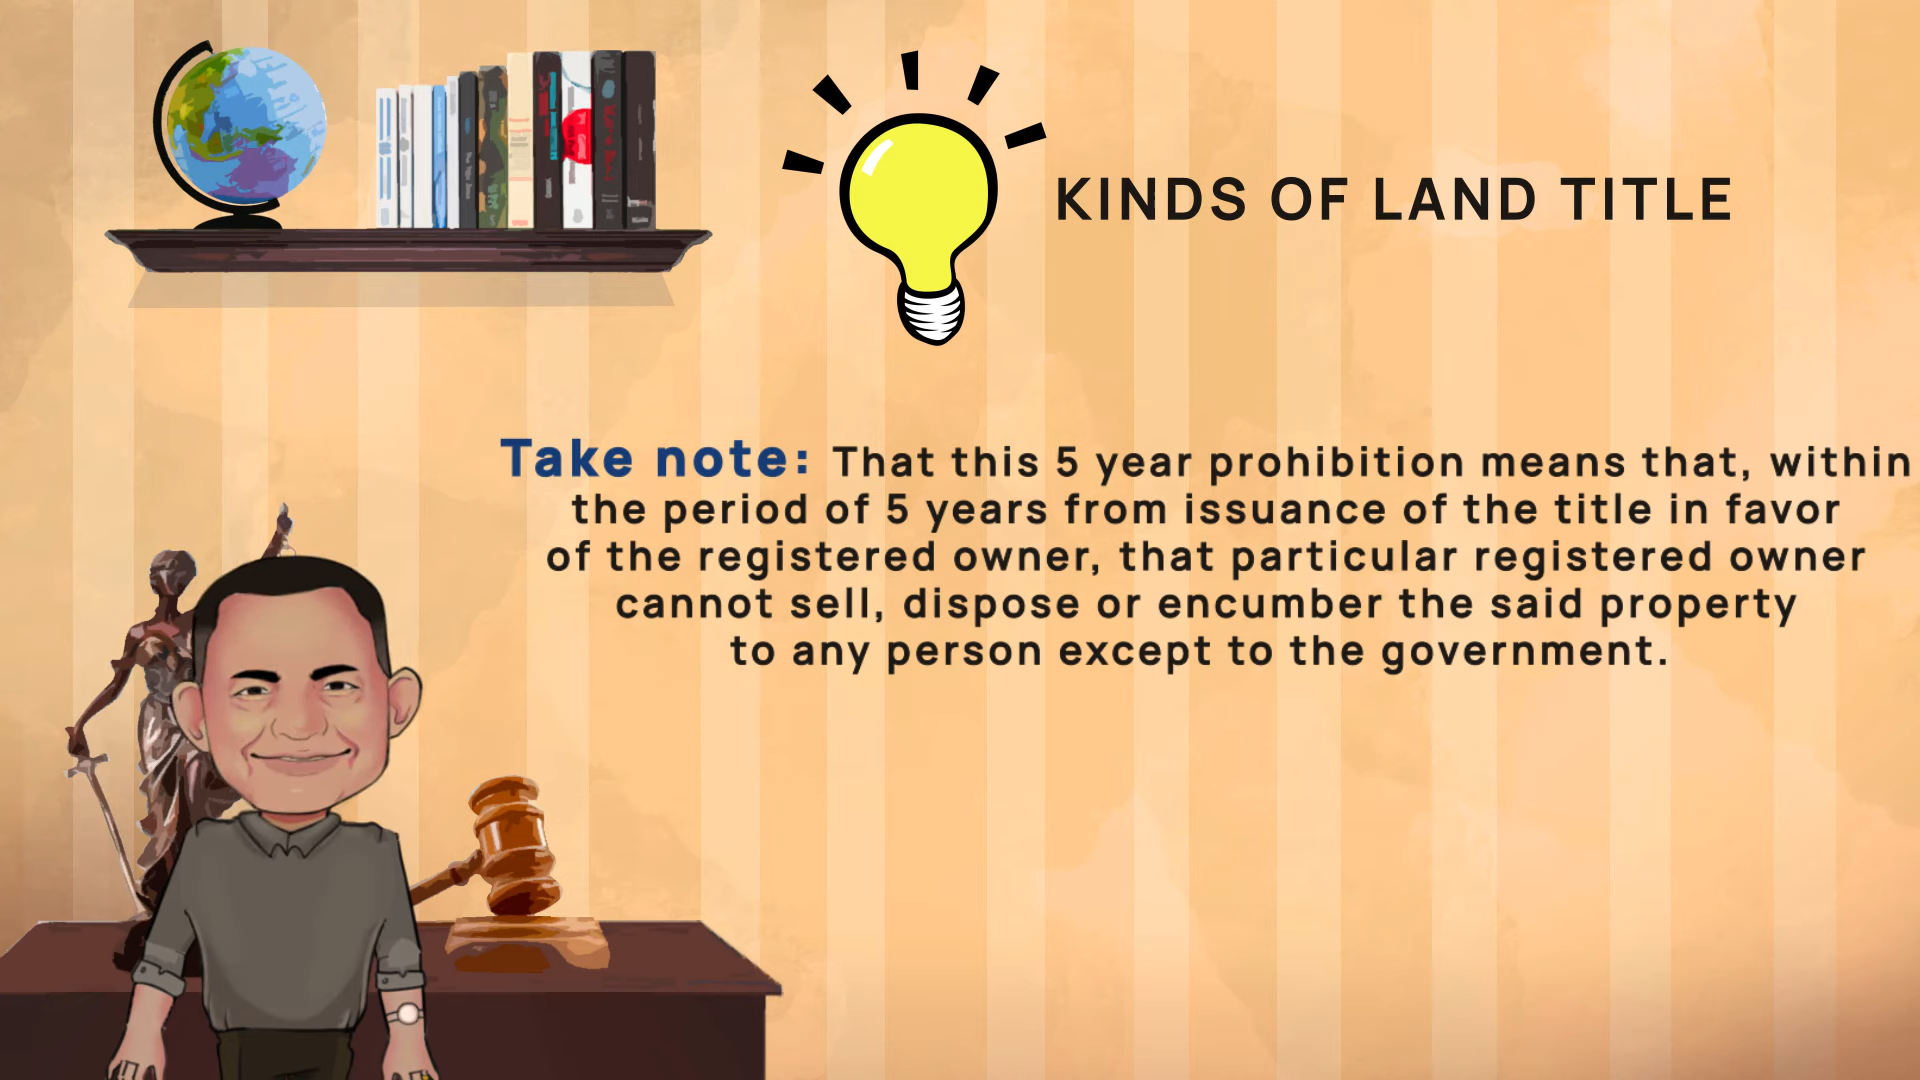 KINDS OF LAND TITLE
Take note: That this 5 year prohibition means that, within
the period of 5 years from issuance of the title in favor
of the registered owner, that particular registered owner
cannot sell, dispose or encumber the said property
to any person except to the government.